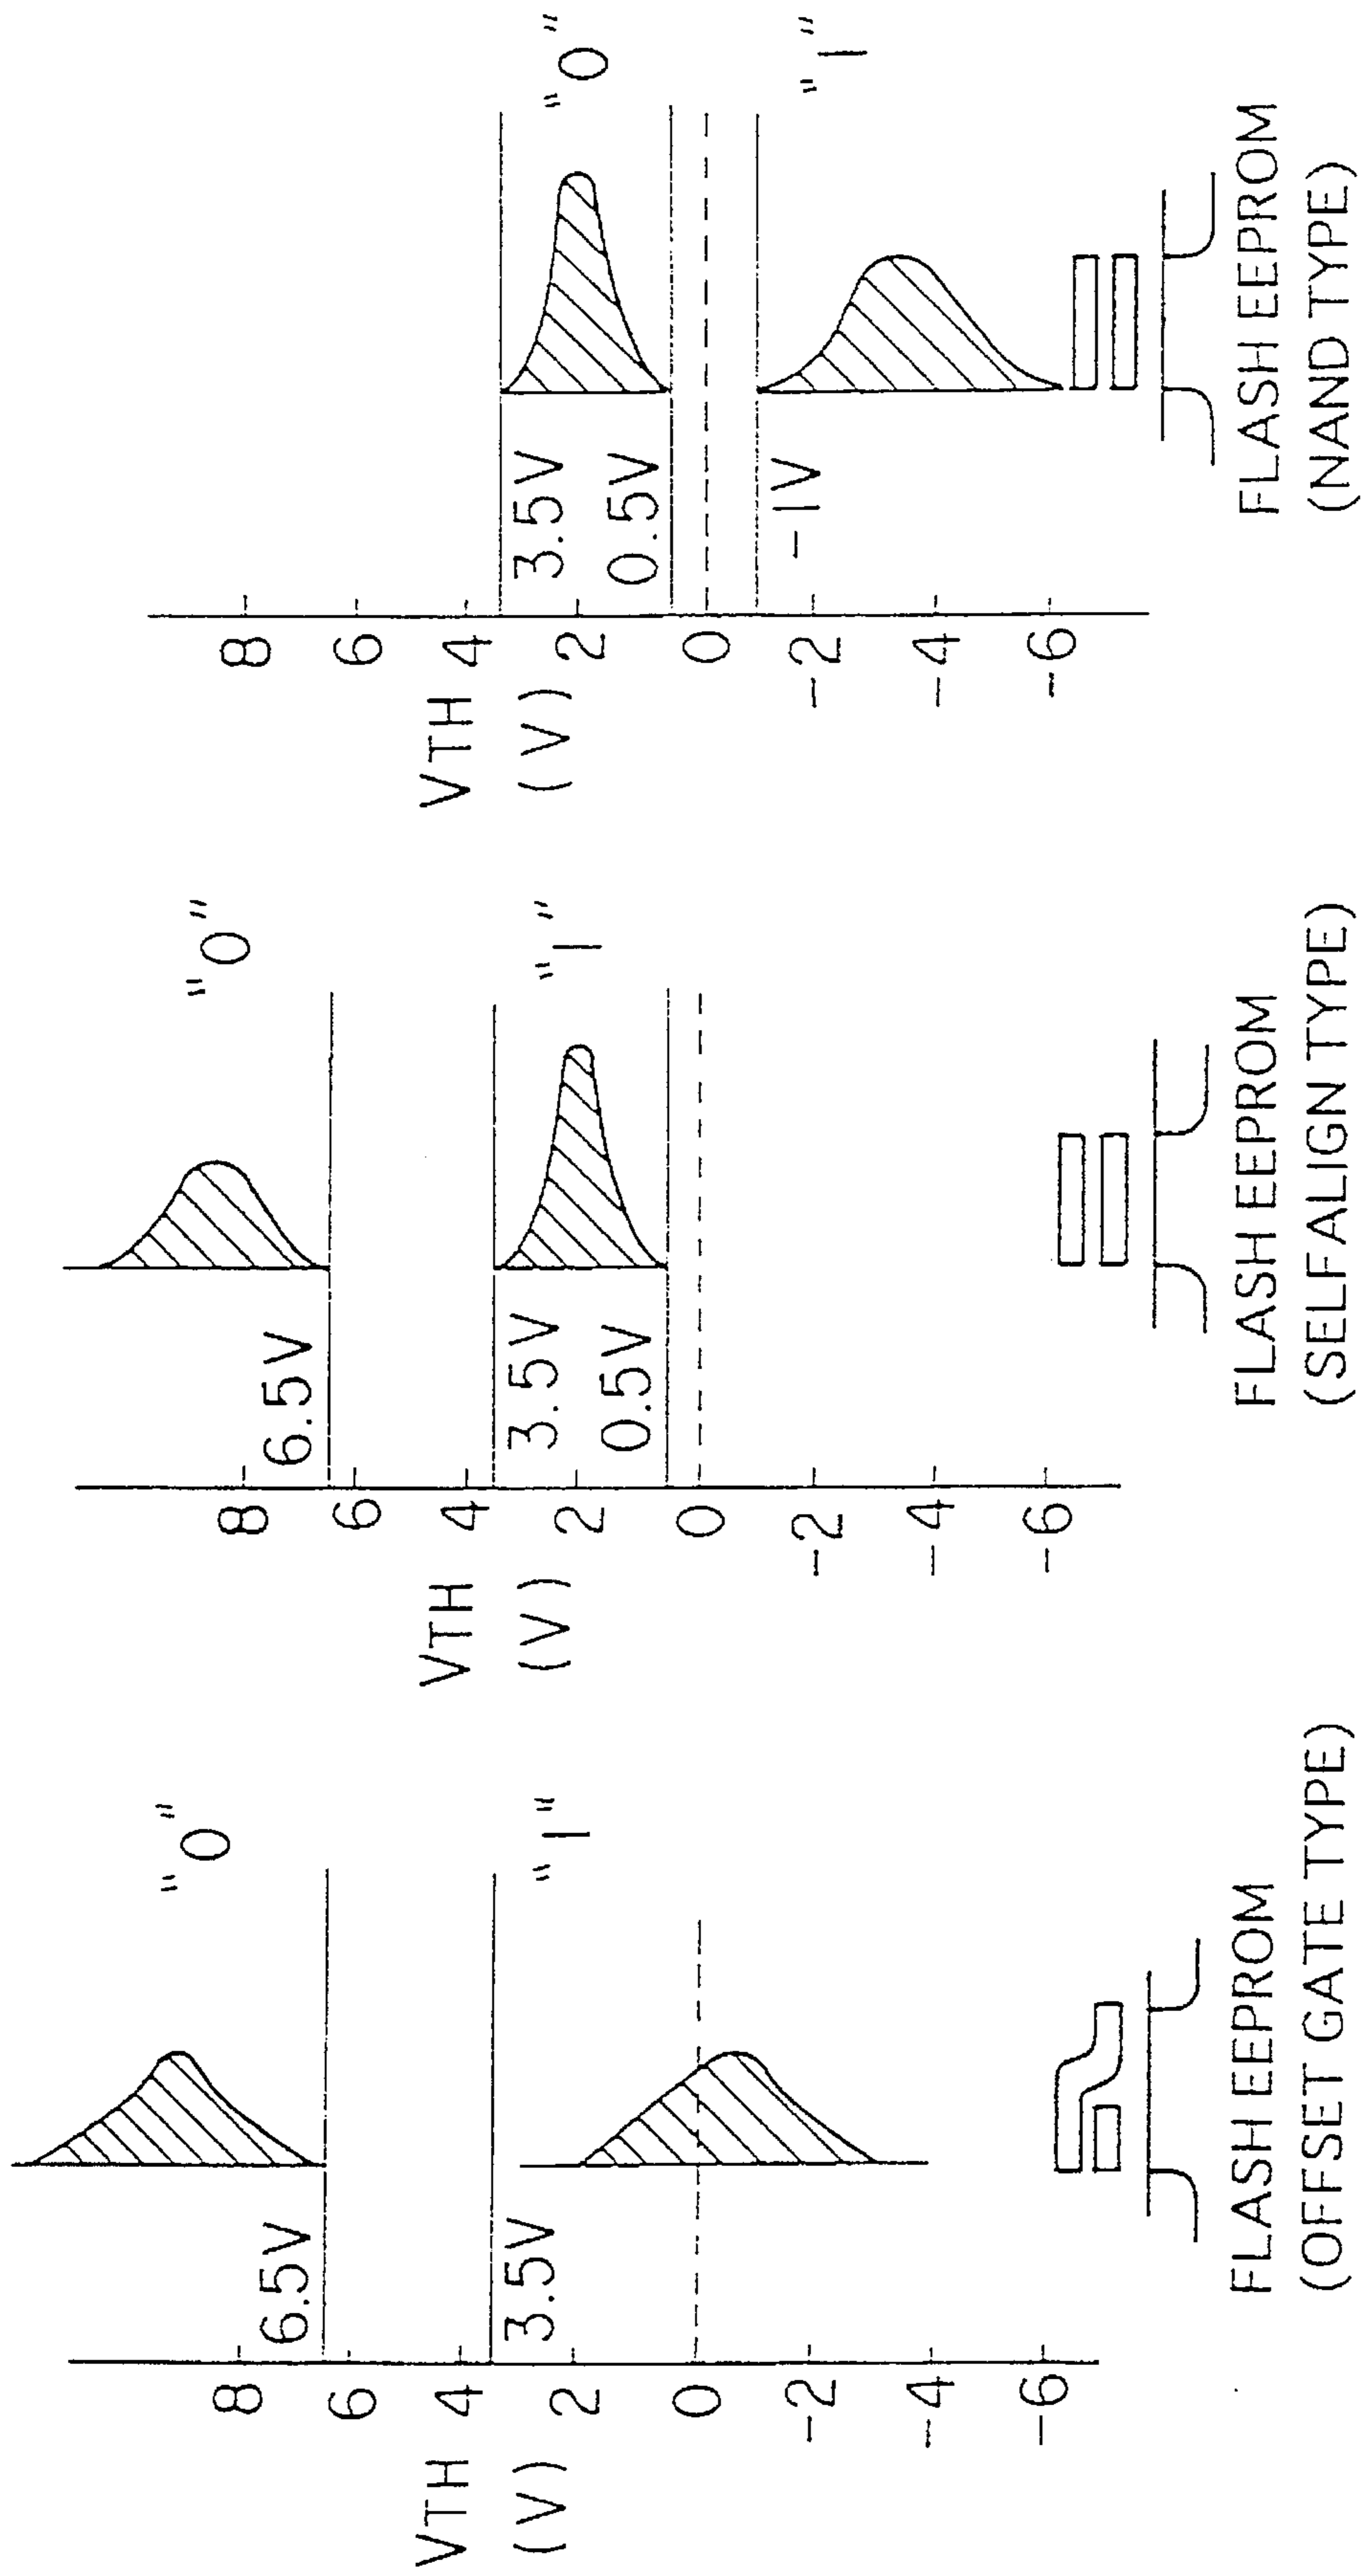 VTH
(V)
8
6
4
2
0
-2
-4
-6
6.5V
3.5V
"0"
"1"
FLASH EEPROM
(OFFSET GATE TYPE)
VTH
(V)
8
6
4
2
0
-2
-4
-6
6.5V
3.5V
0.5V
"0"
"1"
FLASH EEPROM
(SELF ALIGN TYPE)
VTH
(V)
8
6
4
2
0
-2
-4
-6
3.5V
0.5V
-1V
"0"
"1"
FLASH EEPROM
(NAND TYPE)